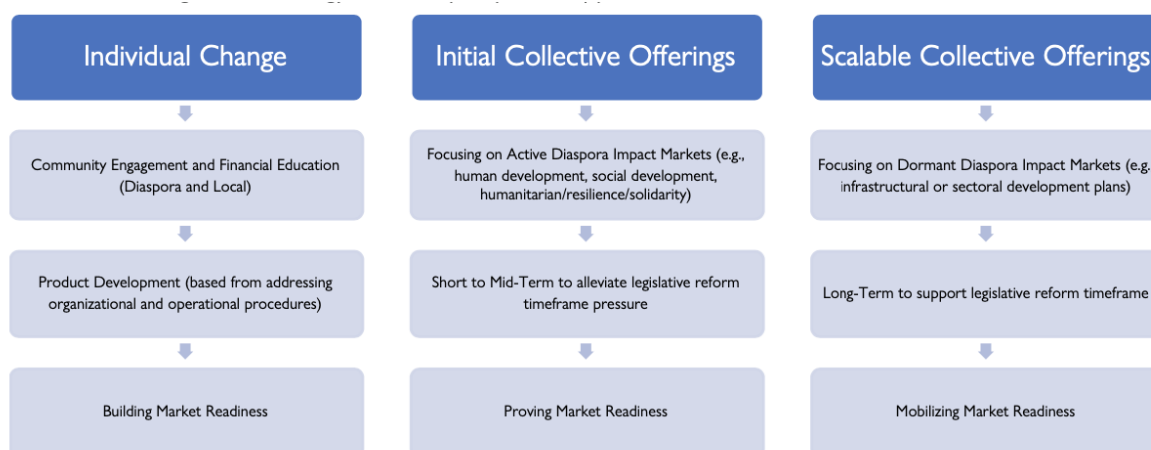 Individual Change
Community Engagement and Financial Education
(Diaspora and Local)
Product Development (based from addressing
organizational and operational procedures)
Building Market Readiness
Initial Collective Offerings
Focusing on Active Diaspora Impact Markets (e.g.,
human development, social development,
humanitarian/resilience/solidarity)
Short to Mid-Term to alleviate legislative reform
timeframe pressure
Proving Market Readiness
Scalable Collective Offerings
Focusing on Dormant Diaspora Impact Markets (e.g.
infrastructural or sectoral development plans)
Long-Term to support legislative reform timeframe
Mobilizing Market Readiness